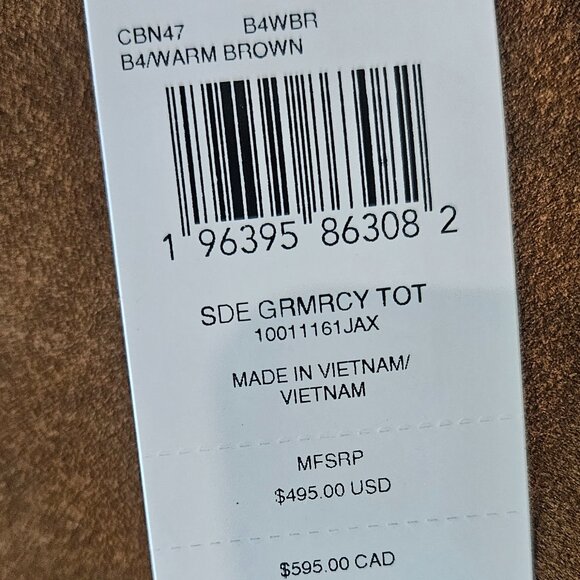 CBN47 B4WBR
B4/WARM BROWN
1 96395 86308 2
SDE GRMRCY TOT
10011161JAX
MADE IN VIETNAM/
VIETNAM
MFSRP
$495.00 USD
$595.00 CAD